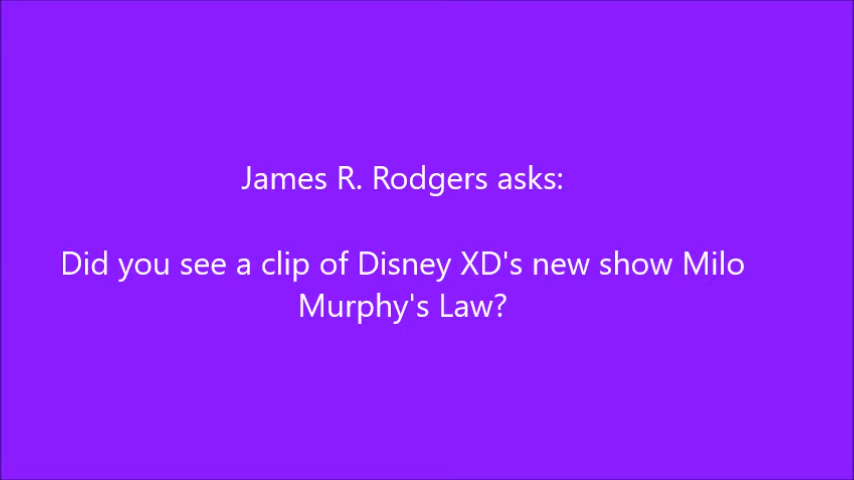 James R. Rodgers asks:
Did you see a clip of Disney XD's new show Milo
Murphy's Law?